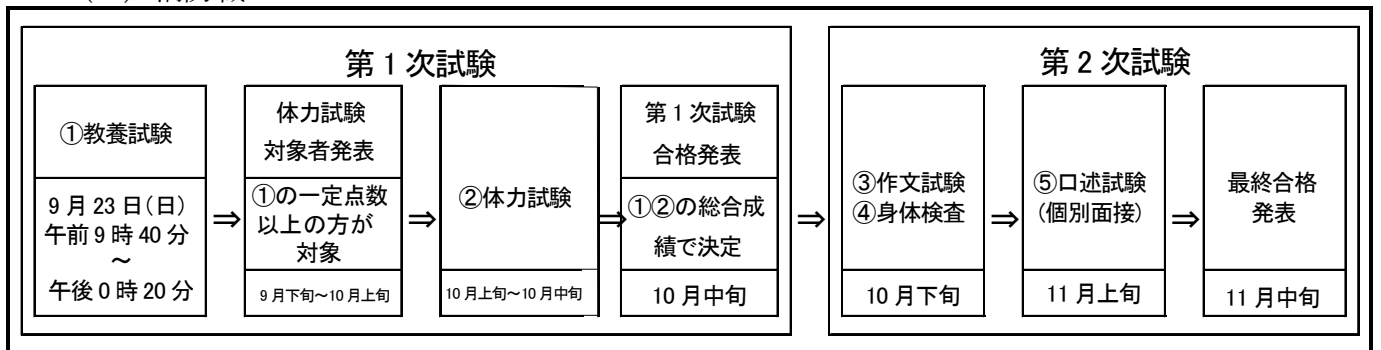 第1次試験
①教養試験
9月23日(日)
午前9時40分
～
午後0時20分
⇒
体力試験
対象者発表
①の一定点数
以上の方が
対象
9月下旬～10月上旬
⇒
②体力試験
10月上旬～10月中旬
⇒
第1次試験
合格発表
①②の総合成
績で決定
10月中旬
⇒
第2次試験
③作文試験
④身体検査
10月下旬
⇒
⑤口述試験
(個別面接)
11月上旬
⇒
最終合格
発表
11月中旬